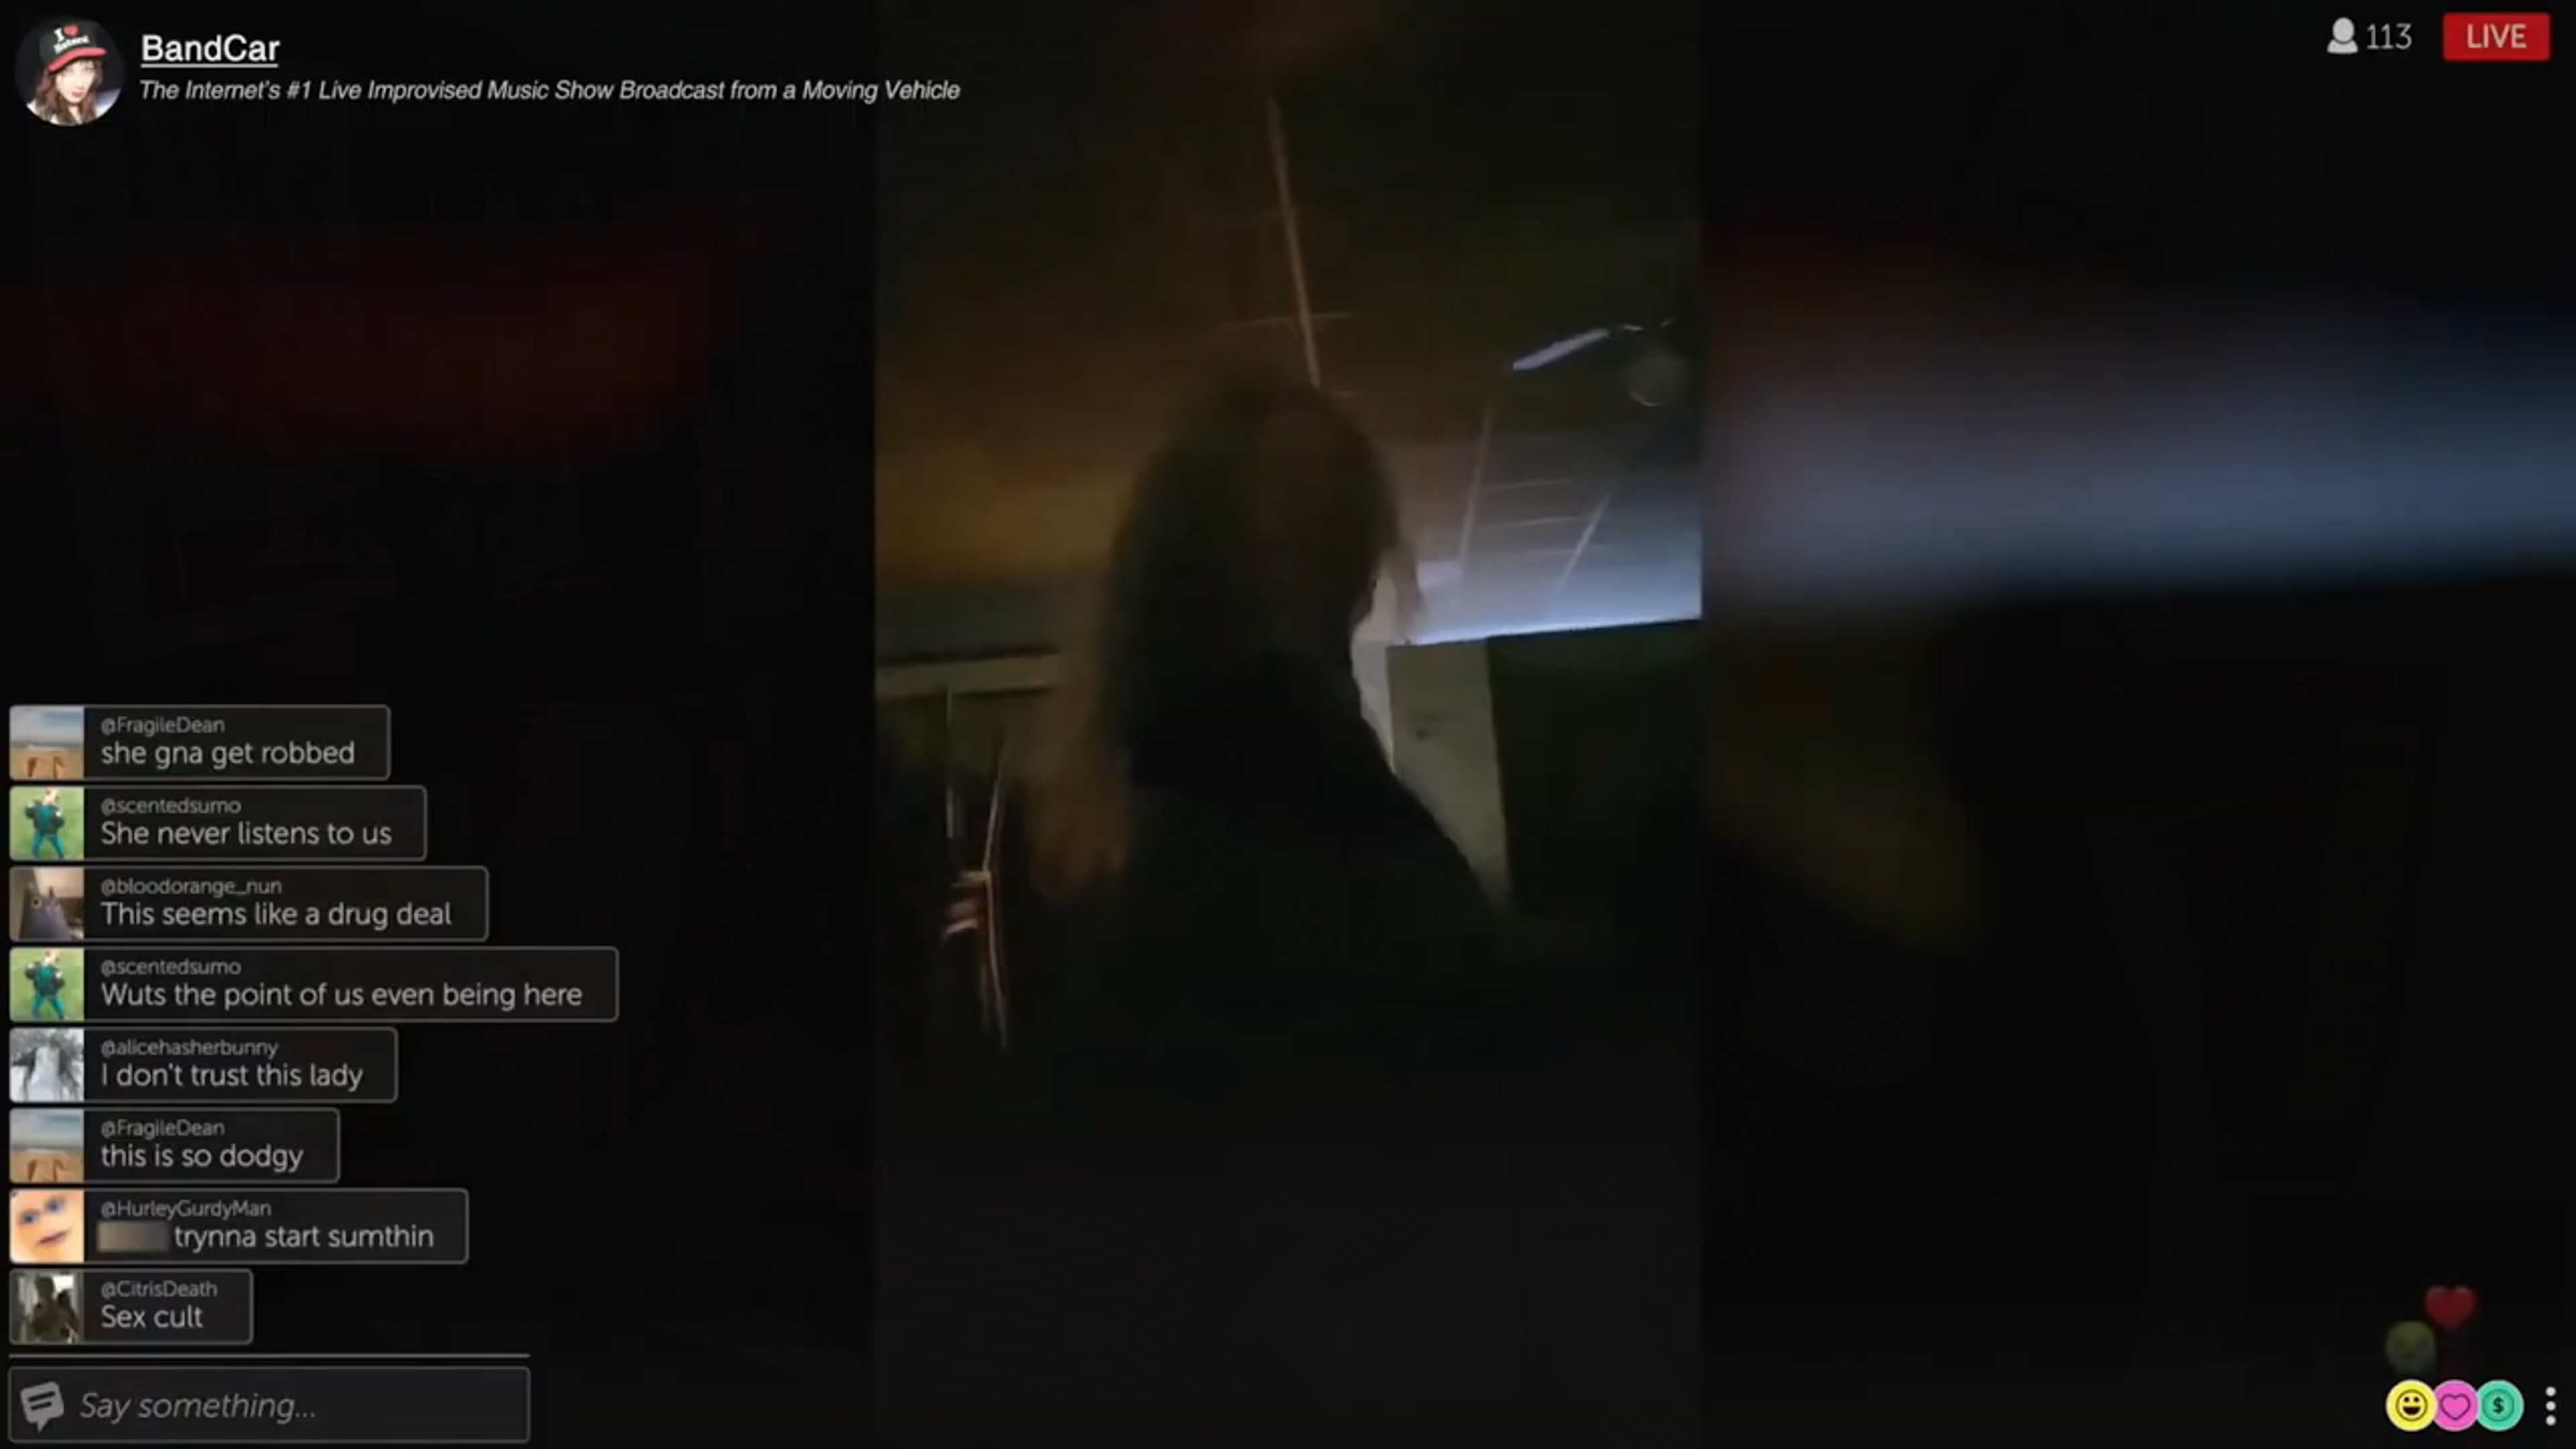 BandCar
The Internet's #1 Live Improvised Music Show Broadcast from a Moving Vehicle
113
LIVE
@FragileDean
she gna get robbed
@scentedsumo
She never listens to us
@bloodorange_nun
This seems like a drug deal
@scentedsumo
Wuts the point of us even being here
@alicehasherbunny
I don't trust this lady
@FragileDean
this is so dodgy
@HurleyGurdyMan
trynna start sumthin
@CitrisDeath
Sex cult
Say something...
$